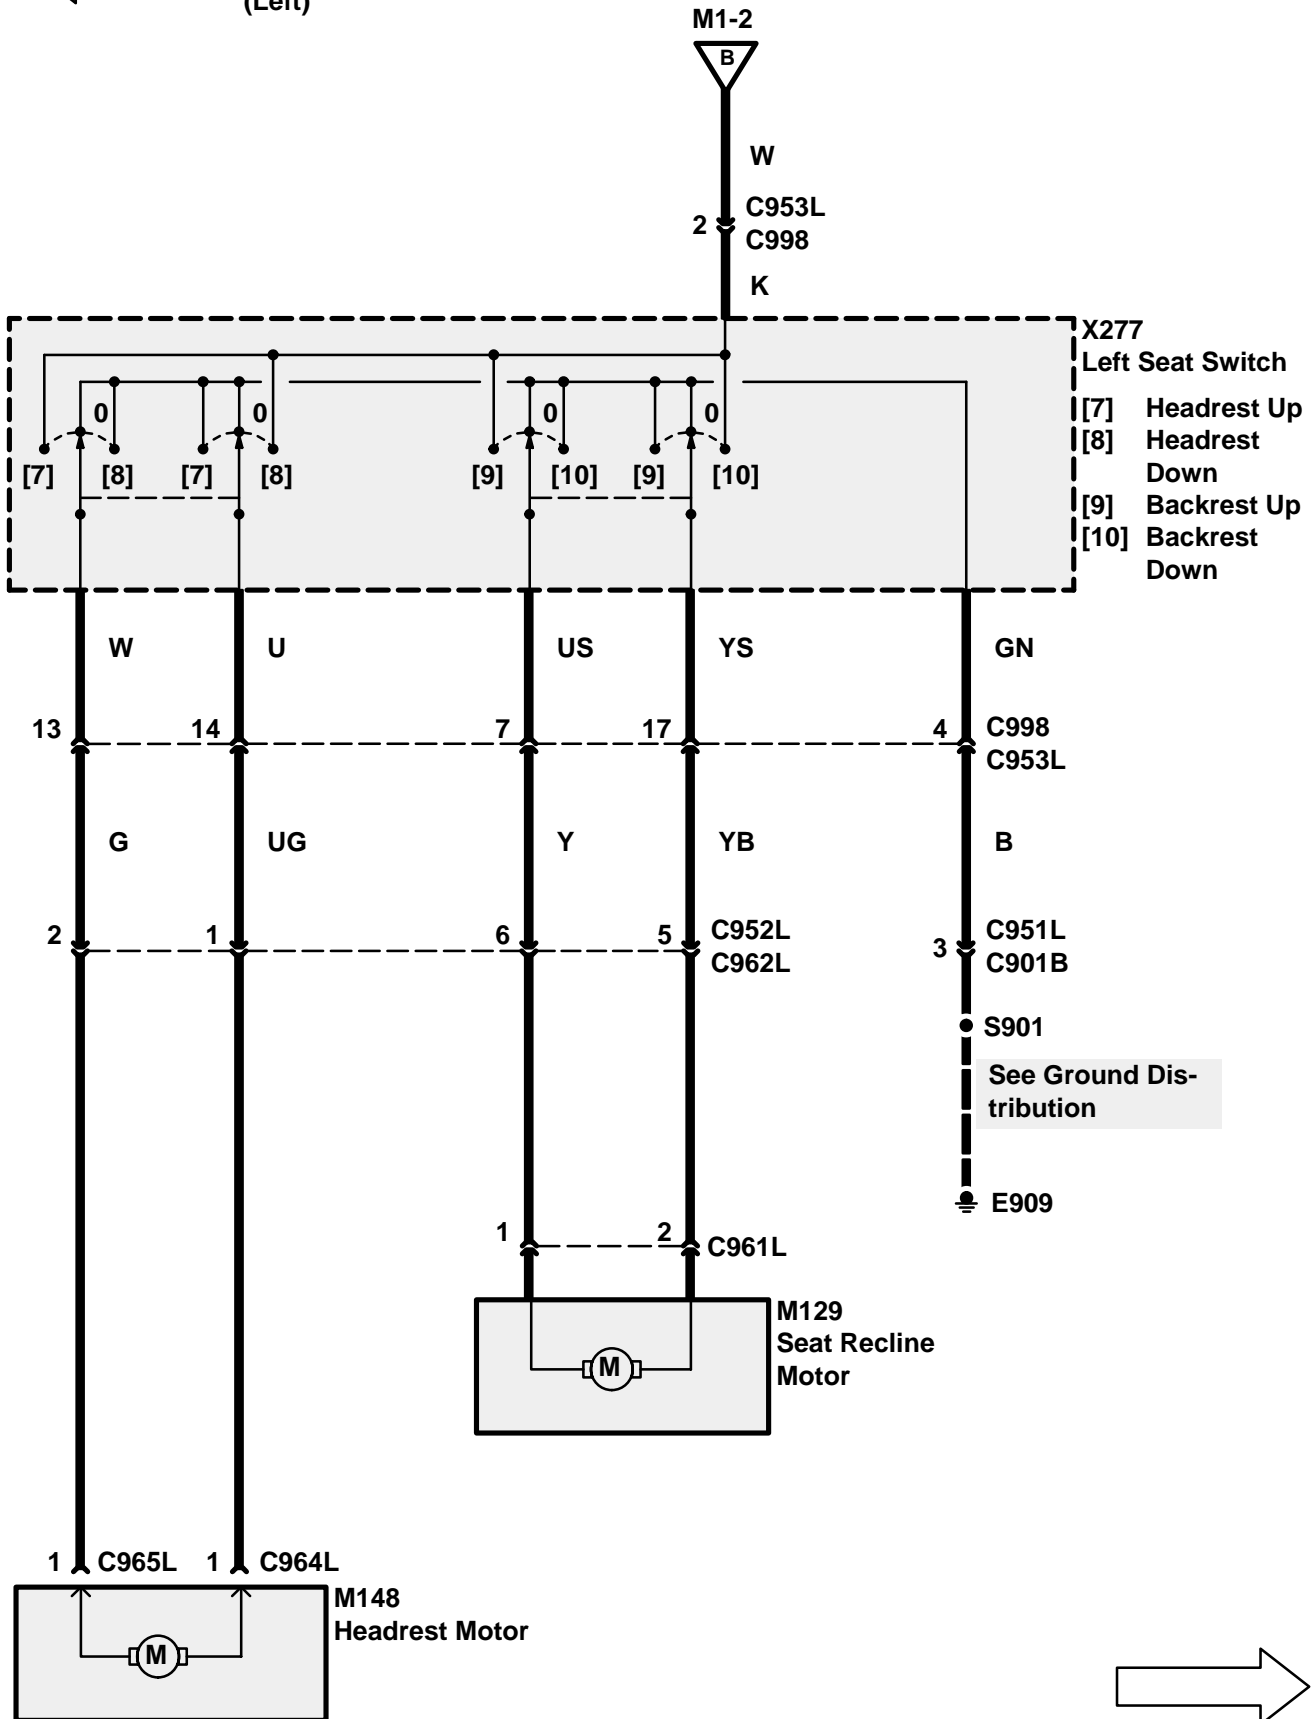 (Left)
M1-2
B
W
2
C953L
C998
K
X277
Left Seat Switch
[7] Headrest Up
[8] Headrest
Down
[9] Backrest Up
[10] Backrest
Down
0 0 0 0
[7] [8] [7] [8] [9] [10] [9] [10]
W U US YS GN
13 14 7 17 4 C998
C953L
G UG Y YB B
2 1 6 5 C952L
C962L
3 C951L
C901B
S901
See Ground Dis-
tribution
E909
1 2 C961L
M129
Seat Recline
Motor
M
1 C965L 1 C964L
M148
Headrest Motor
M